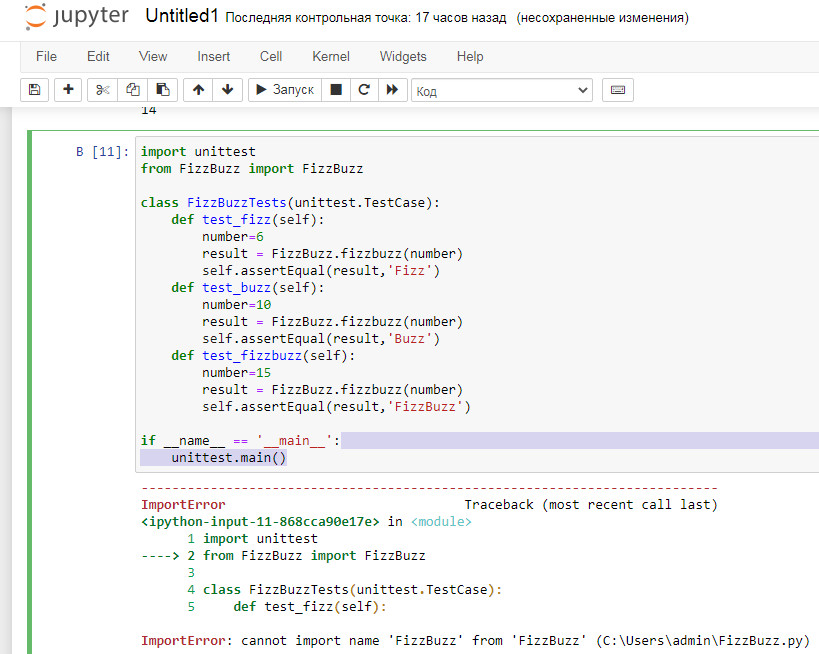 jupyter Untitled1 Последняя контрольная точка: 17 часов назад (несохраненные изменения)
File Edit View Insert Cell Kernel Widgets Help
Запуск Код
14
В [11]: import unittest
from FizzBuzz import FizzBuzz
class FizzBuzzTests(unittest.TestCase):
    def test_fizz(self):
        number=6
        result = FizzBuzz.fizzbuzz(number)
        self.assertEqual(result,'Fizz')
    def test_buzz(self):
        number=10
        result = FizzBuzz.fizzbuzz(number)
        self.assertEqual(result,'Buzz')
    def test_fizzbuzz(self):
        number=15
        result = FizzBuzz.fizzbuzz(number)
        self.assertEqual(result,'FizzBuzz')
if __name__ == '__main__':
    unittest.main()
---------------------------------------------------------------------------
ImportError                               Traceback (most recent call last)
<ipython-input-11-868cca90e17e> in <module>
      1 import unittest
----> 2 from FizzBuzz import FizzBuzz
      3
      4 class FizzBuzzTests(unittest.TestCase):
      5     def test_fizz(self):
ImportError: cannot import name 'FizzBuzz' from 'FizzBuzz' (C:\Users\admin\FizzBuzz.py)